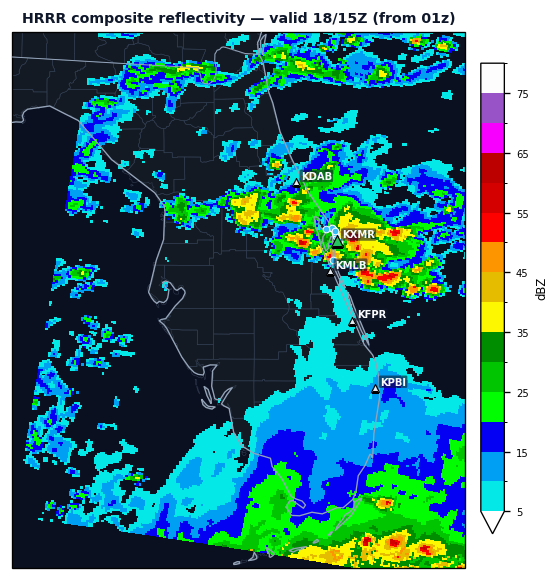 HRRR composite reflectivity — valid 18/15Z (from 01z)
KDAB
KXMR
KMLB
KFPR
KPBI
75
65
55
45
35
25
15
5
dBZ